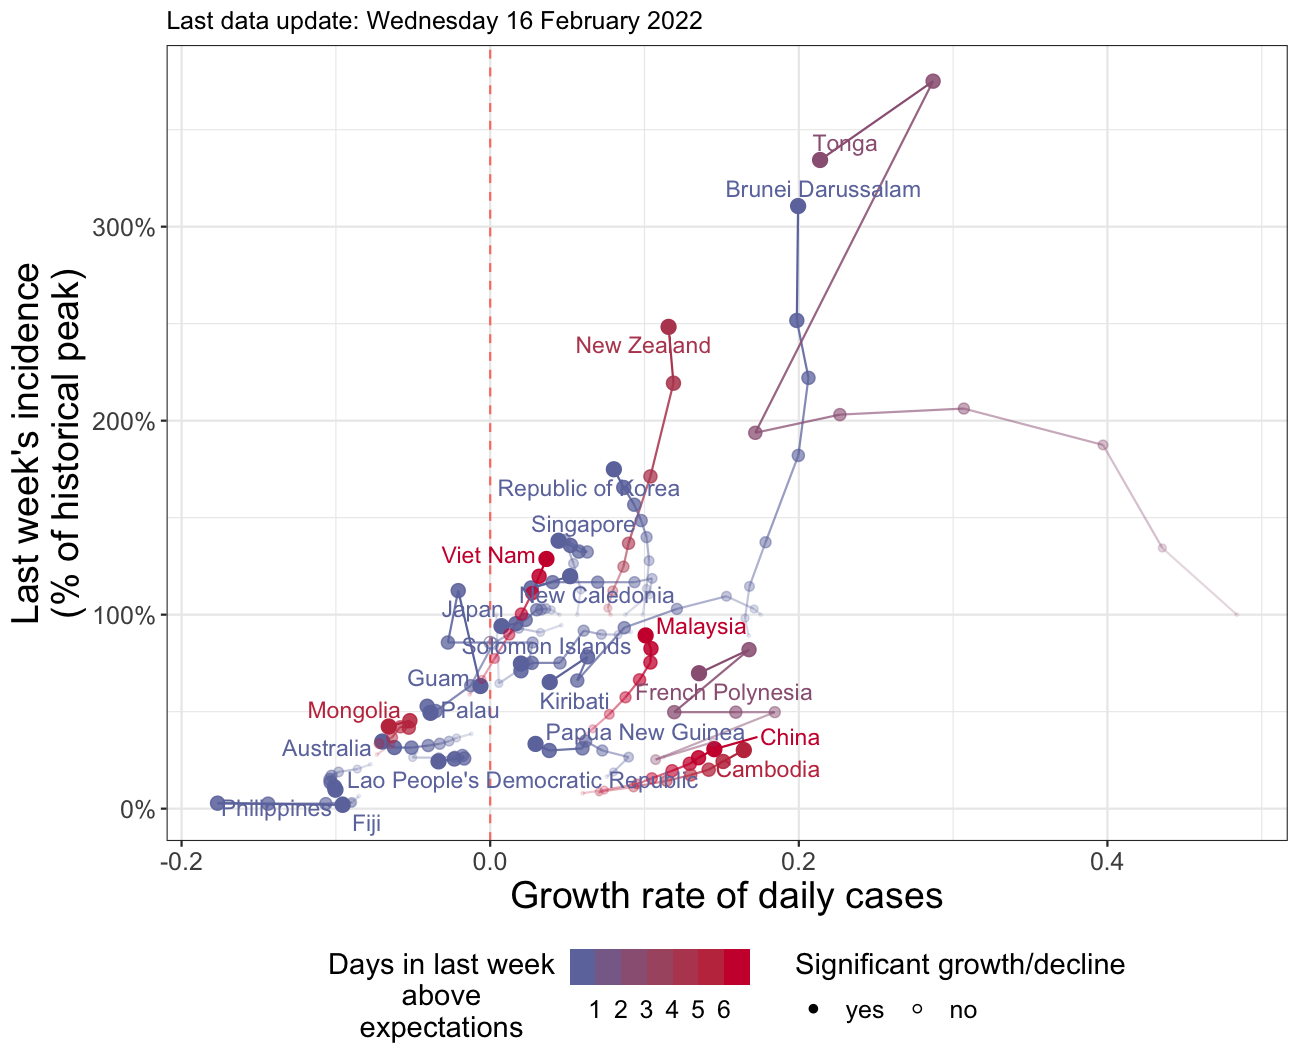 Last data update: Wednesday 16 February 2022
Last week's incidence
(% of historical peak)
300%
200%
100%
0%
Tonga
Brunei Darussalam
New Zealand
Republic of Korea
Singapore
Viet Nam
New Caledonia
Japan
Malaysia
Solomon Islands
Guam
French Polynesia
Kiribati
Mongolia
Palau
Papua New Guinea
China
Australia
Cambodia
Lao People's Democratic Republic
Philippines
Fiji
-0.2 0.0 0.2 0.4
Growth rate of daily cases
Days in last week
above
expectations
1 2 3 4 5 6
Significant growth/decline
yes no